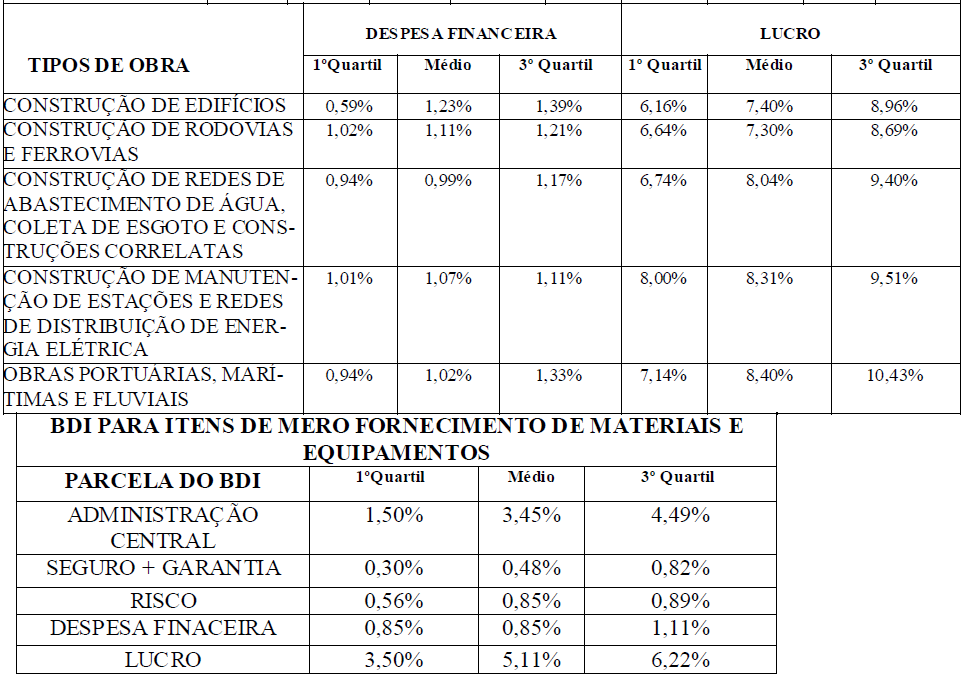 DESPESA FINANCEIRA LUCRO
TIPOS DE OBRA 1ºQuartil Médio 3º Quartil 1º Quartil Médio 3º Quartil
CONSTRUÇÃO DE EDIFÍCIOS 0,59% 1,23% 1,39% 6,16% 7,40% 8,96%
CONSTRUÇÃO DE RODOVIAS 1,02% 1,11% 1,21% 6,64% 7,30% 8,69%
E FERROVIAS
CONSTRUÇÃO DE REDES DE 0,94% 0,99% 1,17% 6,74% 8,04% 9,40%
ABASTECIMENTO DE ÁGUA,
COLETA DE ESGOTO E CONS-
TRUÇÕES CORRELATAS
CONSTRUÇÃO DE MANUTEN- 1,01% 1,07% 1,11% 8,00% 8,31% 9,51%
ÇÃO DE ESTAÇÕES E REDES
DE DISTRIBUIÇÃO DE ENER-
GIA ELÉTRICA
OBRAS PORTUÁRIAS, MARÍ- 0,94% 1,02% 1,33% 7,14% 8,40% 10,43%
TIMAS E FLUVIAIS
BDI PARA ITENS DE MERO FORNECIMENTO DE MATERIAIS E
EQUIPAMENTOS
PARCELA DO BDI 1ºQuartil Médio 3º Quartil
ADMINISTRAÇÃO 1,50% 3,45% 4,49%
CENTRAL
SEGURO + GARANTIA 0,30% 0,48% 0,82%
RISCO 0,56% 0,85% 0,89%
DESPESA FINACEIRA 0,85% 0,85% 1,11%
LUCRO 3,50% 5,11% 6,22%